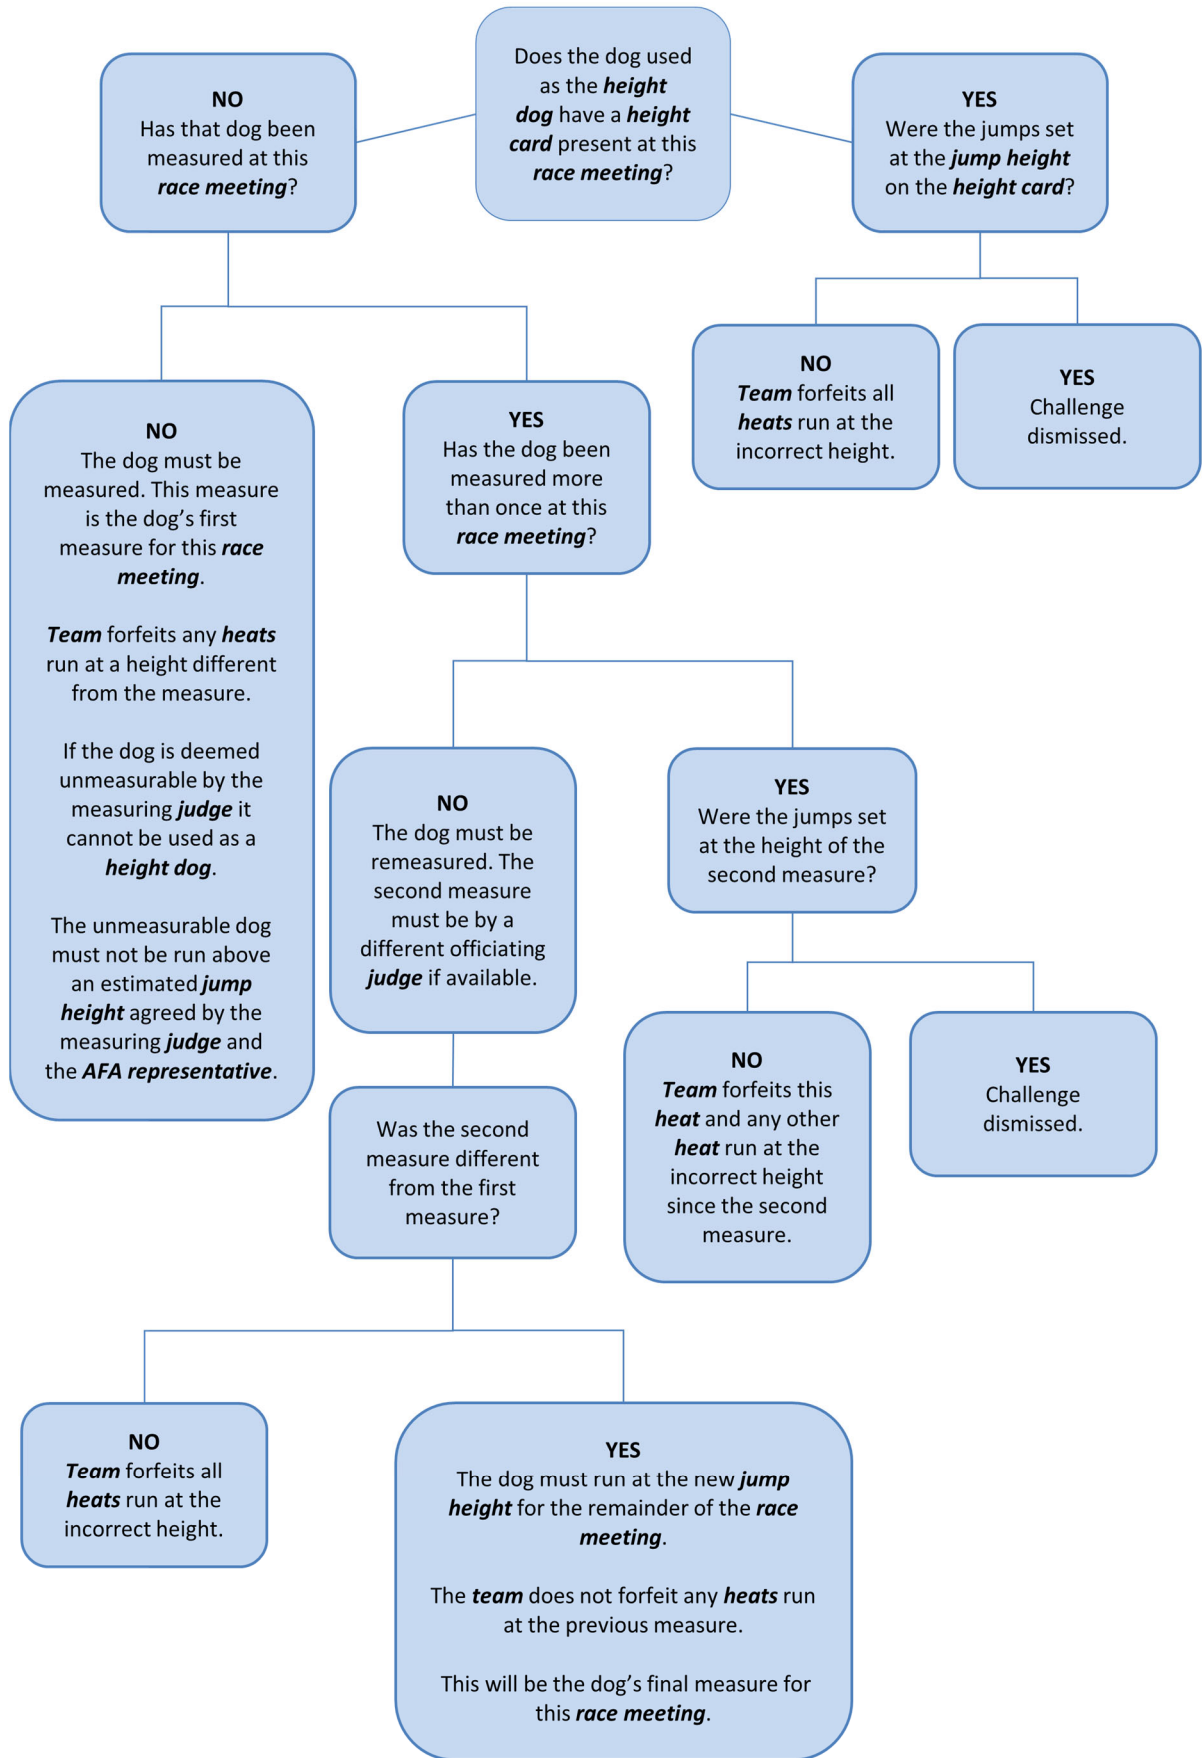 Does the dog used
as the height
dog have a height
card present at this
race meeting?
NO
Has that dog been
measured at this
race meeting?
YES
Were the jumps set
at the jump height
on the height card?
NO
Team forfeits all
heats run at the
incorrect height.
YES
Challenge
dismissed.
NO
The dog must be
measured. This measure
is the dog’s first
measure for this race
meeting.
Team forfeits any heats
run at a height different
from the measure.
If the dog is deemed
unmeasurable by the
measuring judge it
cannot be used as a
height dog.
The unmeasurable dog
must not be run above
an estimated jump
height agreed by the
measuring judge and
the AFA representative.
YES
Has the dog been
measured more
than once at this
race meeting?
NO
The dog must be
remeasured. The
second measure
must be by a
different officiating
judge if available.
YES
Were the jumps set
at the height of the
second measure?
NO
Team forfeits this
heat and any other
heat run at the
incorrect height
since the second
measure.
YES
Challenge
dismissed.
Was the second
measure different
from the first
measure?
NO
Team forfeits all
heats run at the
incorrect height.
YES
The dog must run at the new jump
height for the remainder of the race
meeting.
The team does not forfeit any heats run
at the previous measure.
This will be the dog’s final measure for
this race meeting.